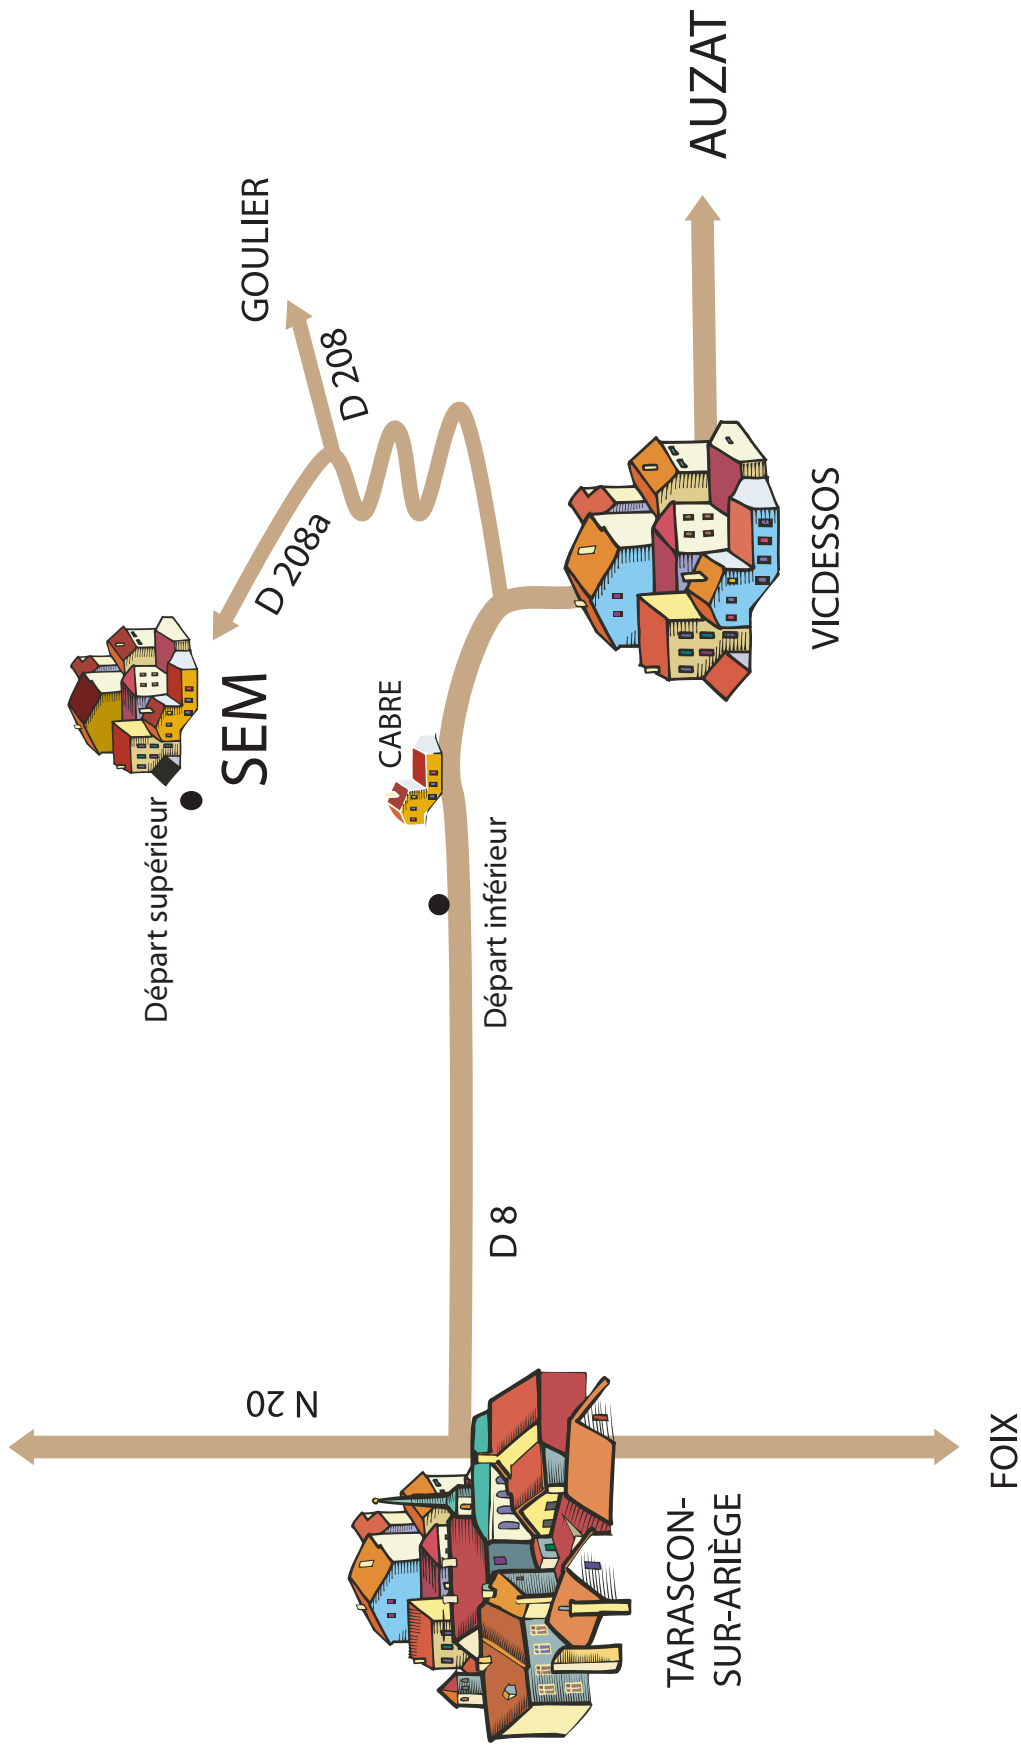 AUZAT
GOULIER
D 208
D 208a
SEM
Départ supérieur
CABRE
Départ inférieur
VICDESSOS
D 8
N 20
FOIX
TARASCON-
SUR-ARIÈGE